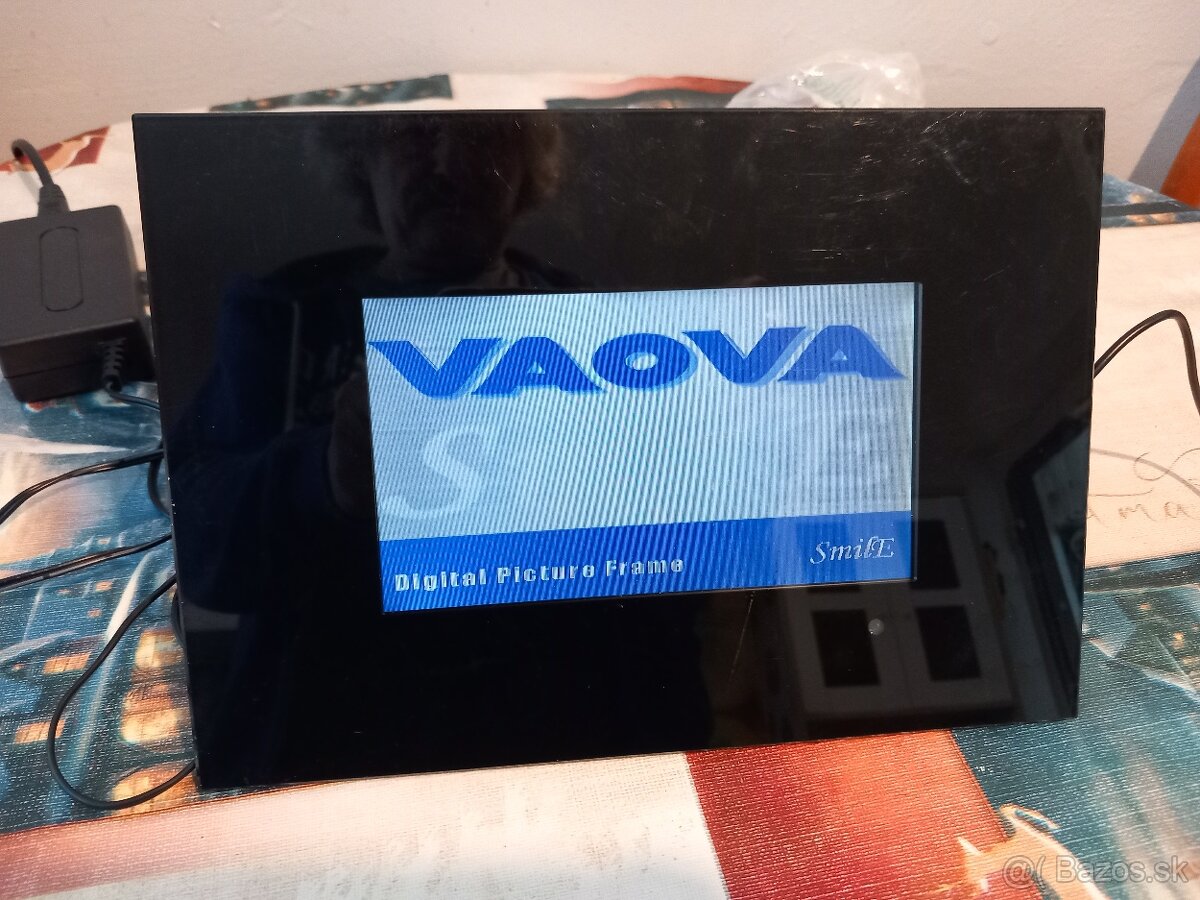 VAOVA
S
Digital Picture Frame
SmilE
@( Bazos.sk